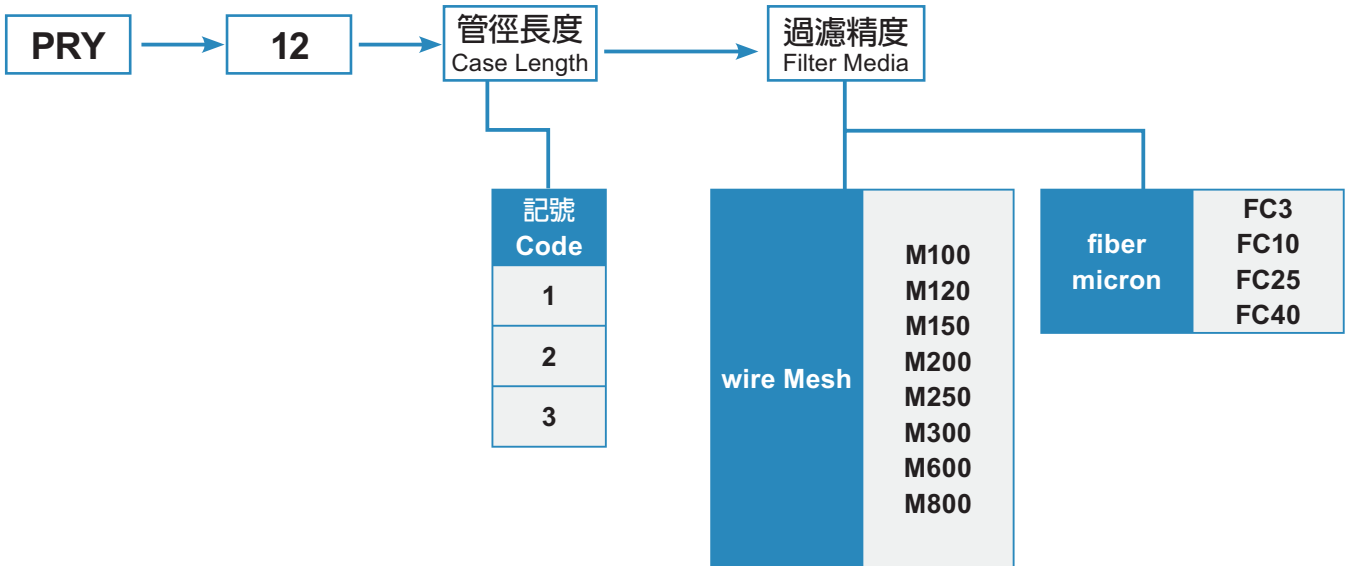 PRY
12
管徑長度
Case Length
過濾精度
Filter Media
記號
Code
1
2
3
wire Mesh
M100
M120
M150
M200
M250
M300
M600
M800
fiber
micron
FC3
FC10
FC25
FC40